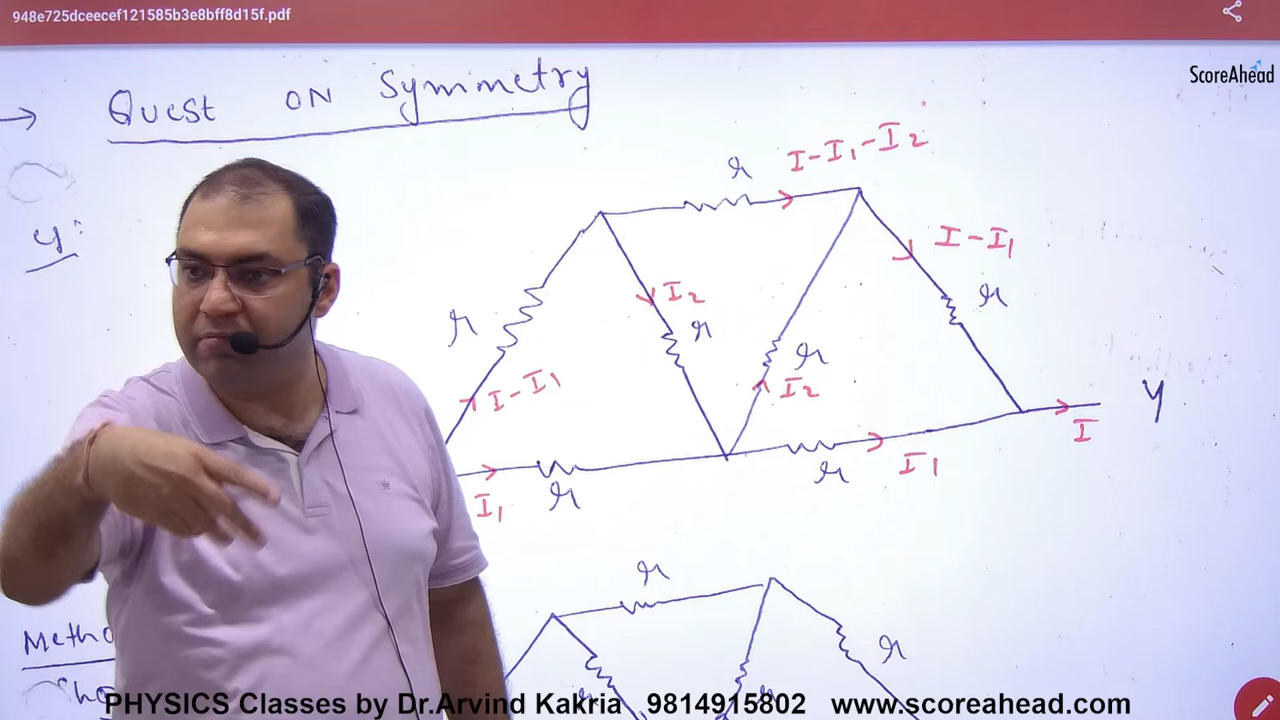 948e725dceecef121585b3e8bff8d15f.pdf
ScoreAhead
→ Quest ON Symmetry
r I-I₁-I₂
I-I₁
r I₂ r r
I-I₁ r I₂
Y
I
I₁ r r I₁
r
Metho
r
r r
PHYSICS Classes by Dr.Arvind Kakria 9814915802 www.scoreahead.com